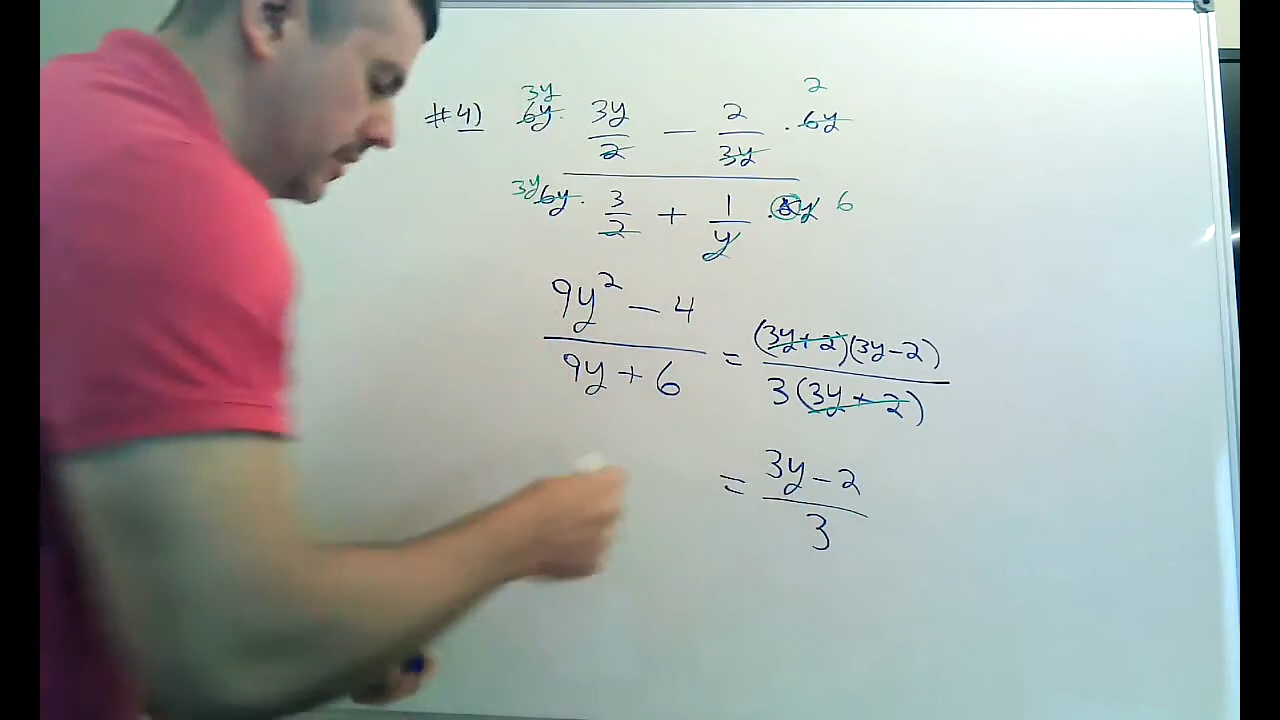 3y 2
#4) 6y· 3y/2 − 2/3y · 6y
3y 6y· 3/2 + 1/y · 6y 6
9y² − 4 / 9y + 6 = (3y+2)(3y−2) / 3(3y+2)
= 3y−2 / 3